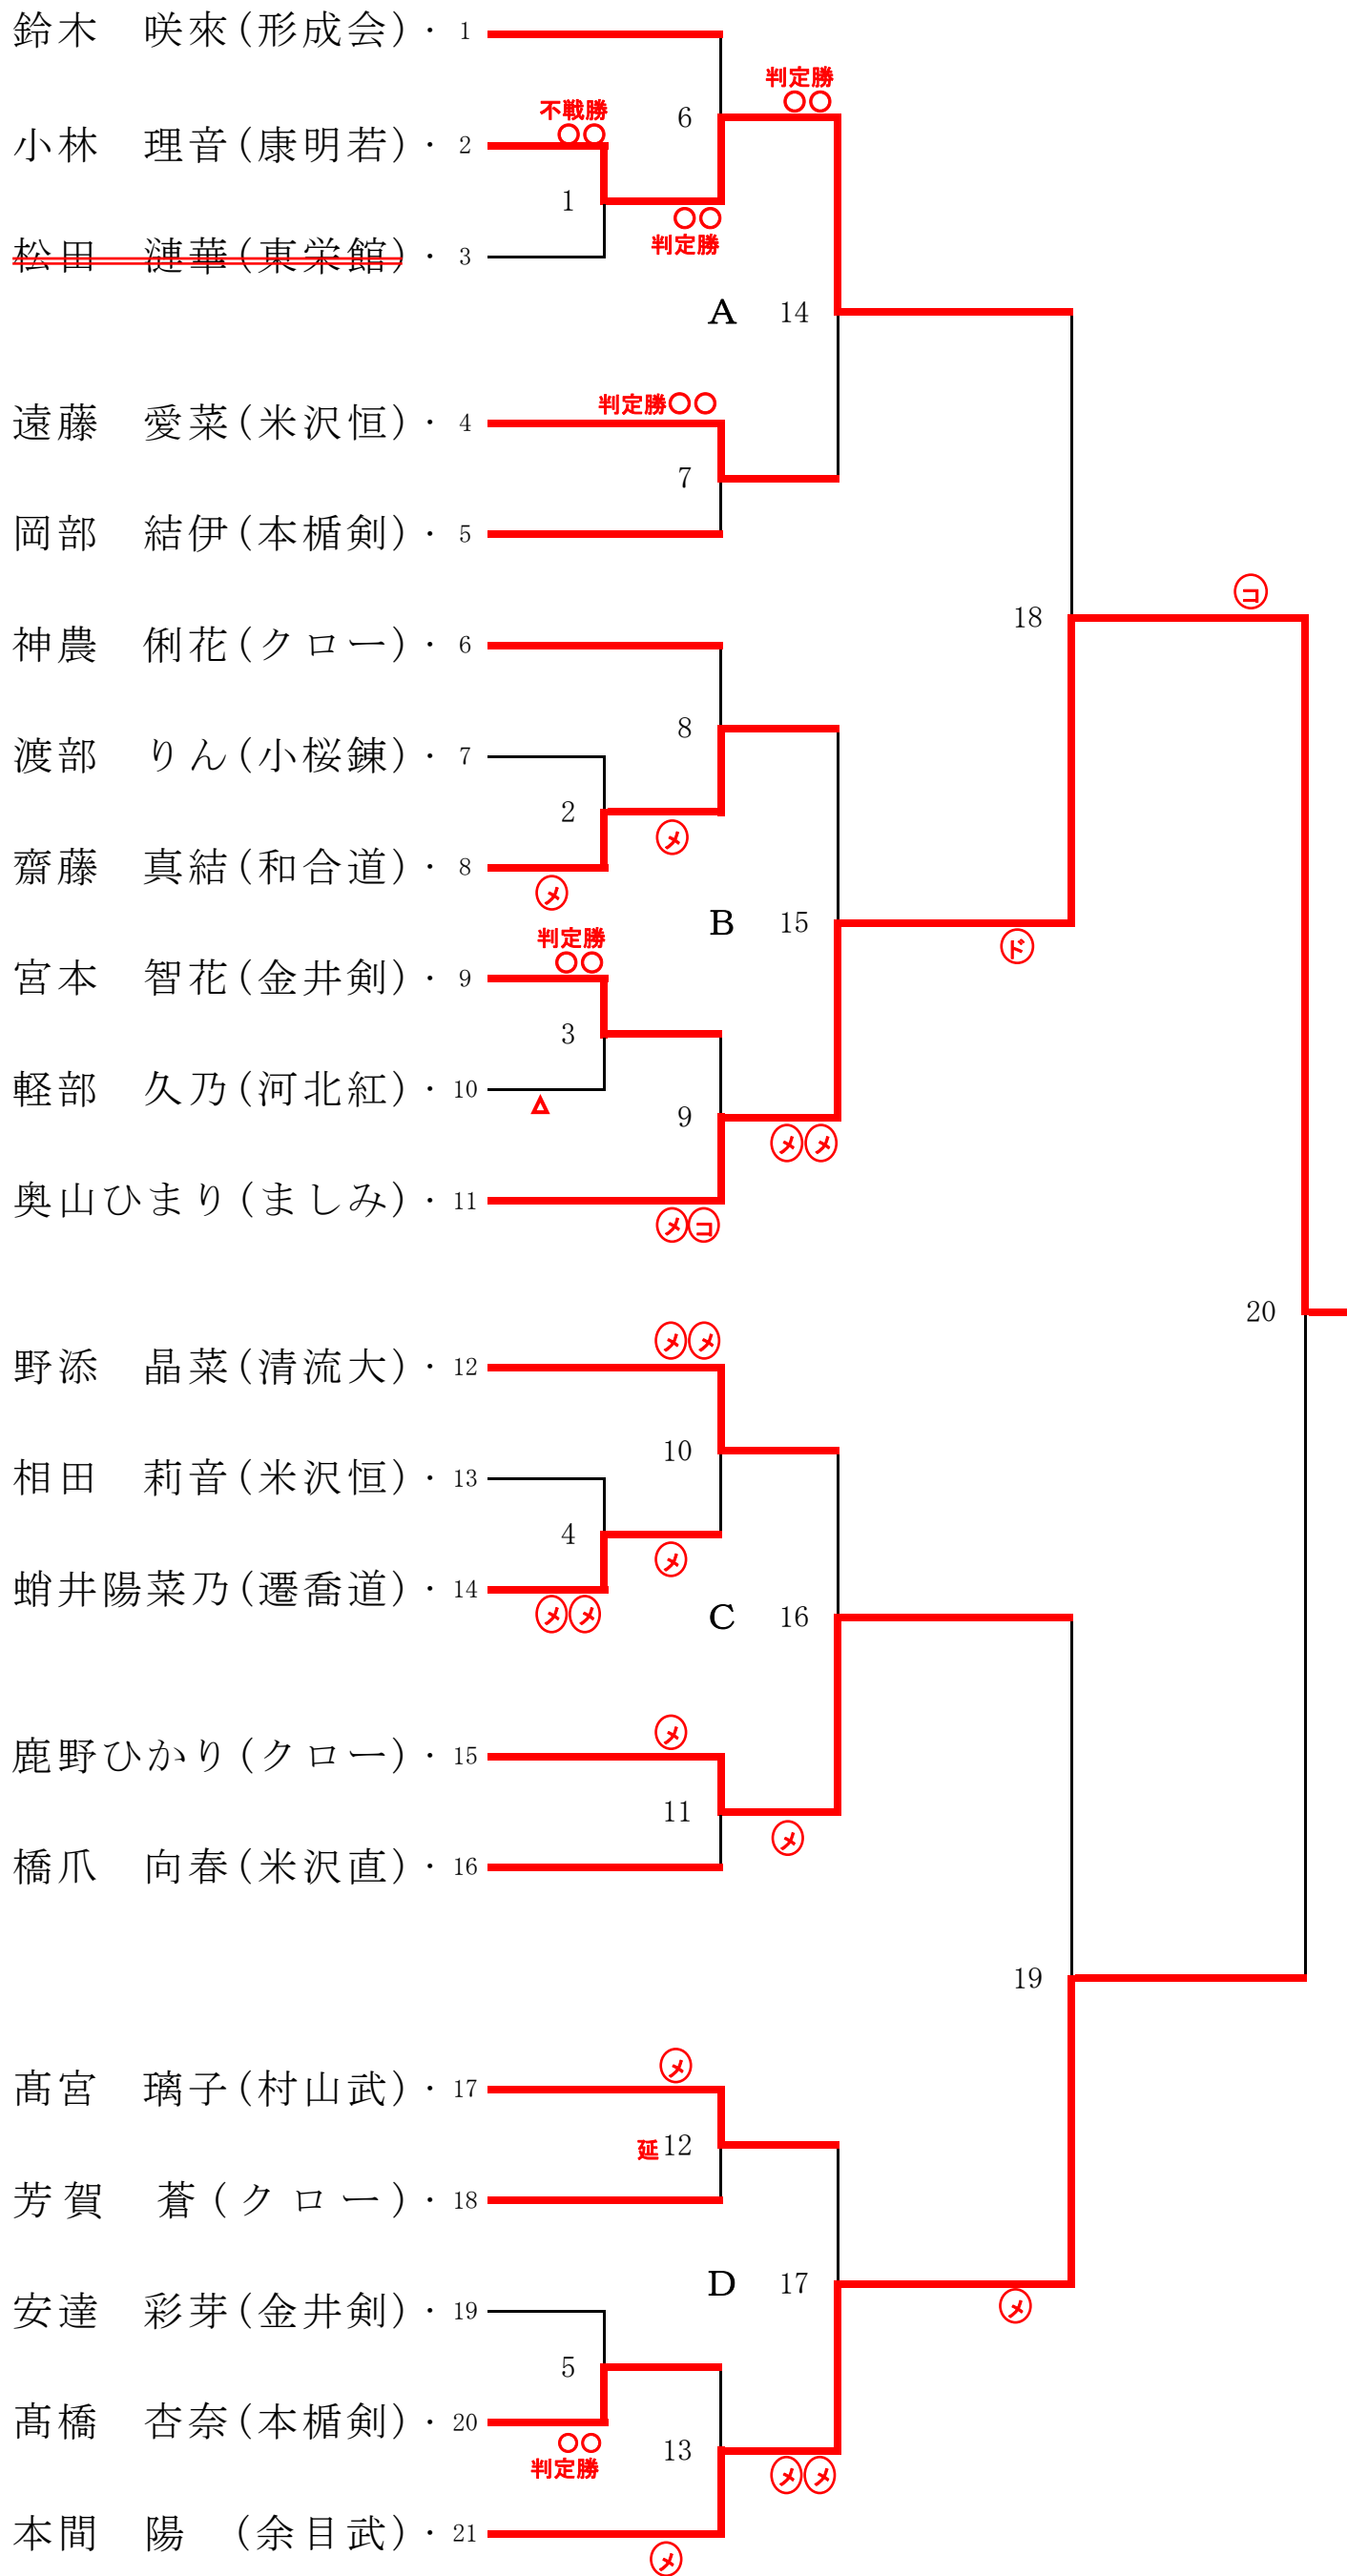 鈴木　咲來(形成会)・ 1
判定勝
○○
6
不戦勝
○○
小林　理音(康明若)・ 2
1
○○
判定勝
松田　漣華(東栄館)・ 3
A 14
判定勝○○
遠藤　愛菜(米沢恒)・ 4
7
岡部　結伊(本楯剣)・ 5
コ
18
神農　俐花(クロー)・ 6
8
渡部　りん(小桜錬)・ 7
2
メ
齋藤　真結(和合道)・ 8
メ
B 15
判定勝
○○
ド
宮本　智花(金井剣)・ 9
3
軽部　久乃(河北紅)・ 10
△
9
メメ
奥山ひまり(ましみ)・ 11
メコ
20
メメ
野添　晶菜(清流大)・ 12
10
相田　莉音(米沢恒)・ 13
4
メ
蛸井陽菜乃(遷喬道)・ 14
メメ
C 16
メ
鹿野ひかり(クロー)・ 15
11
メ
橋爪　向春(米沢直)・ 16
19
メ
髙宮　璃子(村山武)・ 17
延 12
芳賀　蒼(クロー)・ 18
D 17
メ
安達　彩芽(金井剣)・ 19
5
髙橋　杏奈(本楯剣)・ 20
○○
判定勝
13
メメ
本間　陽　(余目武)・ 21
メ